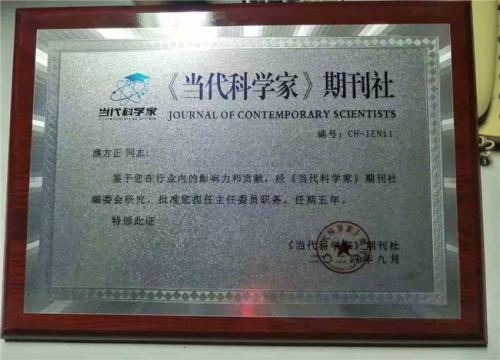 《当代科学家》期刊社
当代科学家
JOURNAL OF CONTEMPORARY SCIENTISTS
编号：CH-1EN11
濮方正 同志：
鉴于您在行业内的影响力和贡献，经《当代科学家》期刊社
编委会研究，批准您担任主任委员职务，任期五年。
特颁此证
《当代科学家》期刊社
二〇二四年九月